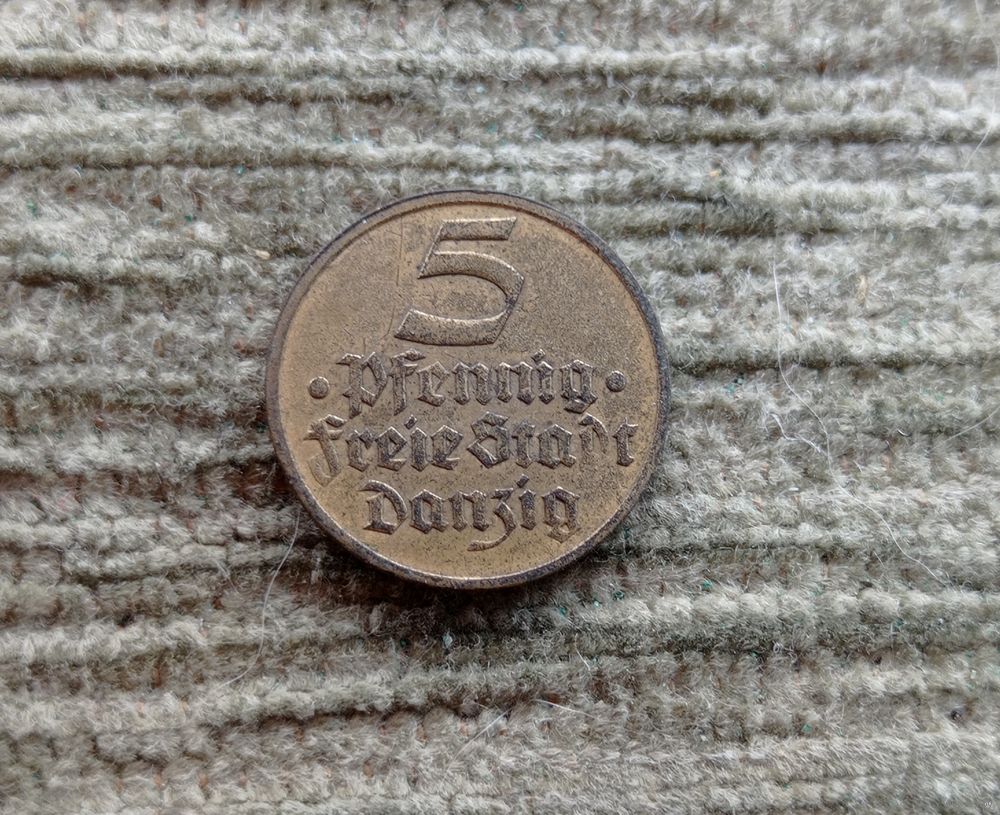 5
• Pfennig •
Freie Stadt
Danzig